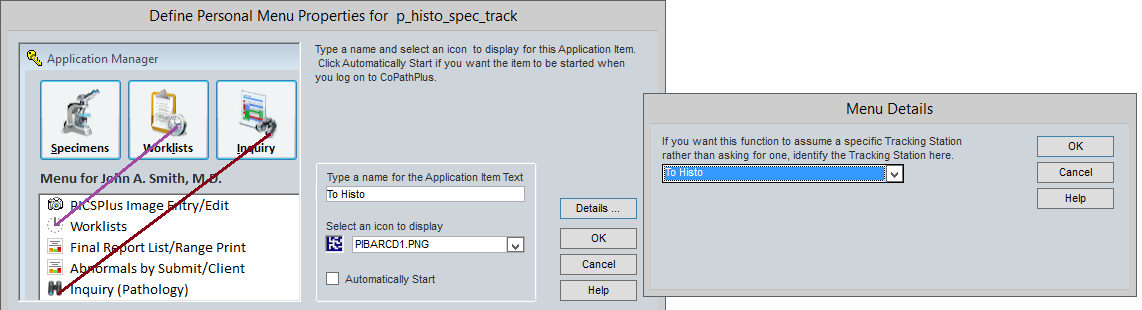 Define Personal Menu Properties for p_histo_spec_track
Application Manager
Specimens
Worklists
Inquiry
Menu for John A. Smith, M.D.
PICSPlus Image Entry/Edit
Worklists
Final Report List/Range Print
Abnormals by Submit/Client
Inquiry (Pathology)
Type a name and select an icon to display for this Application Item.
Click Automatically Start if you want the item to be started when
you log on to CoPathPlus.
Type a name for the Application Item Text
To Histo
Select an icon to display
PIBARCD1.PNG
Automatically Start
Details ...
OK
Cancel
Help
Menu Details
If you want this function to assume a specific Tracking Station
rather than asking for one, identify the Tracking Station here.
To Histo
OK
Cancel
Help